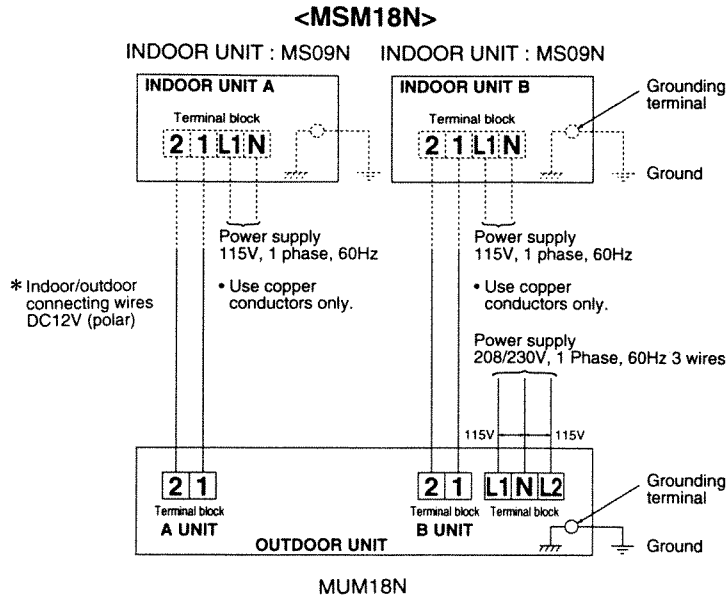 <MSM18N>
INDOOR UNIT : MS09N
INDOOR UNIT : MS09N
INDOOR UNIT A
Terminal block
2 1 L1 N
INDOOR UNIT B
Terminal block
2 1 L1 N
Grounding
terminal
Ground
Power supply
115V, 1 phase, 60Hz
• Use copper
conductors only.
Power supply
115V, 1 phase, 60Hz
• Use copper
conductors only.
* Indoor/outdoor
connecting wires
DC12V (polar)
Power supply
208/230V, 1 Phase, 60Hz 3 wires
115V
115V
2 1
Terminal block
A UNIT
2 1
Terminal block
B UNIT
L1 N L2
Terminal block
OUTDOOR UNIT
Grounding
terminal
Ground
MUM18N